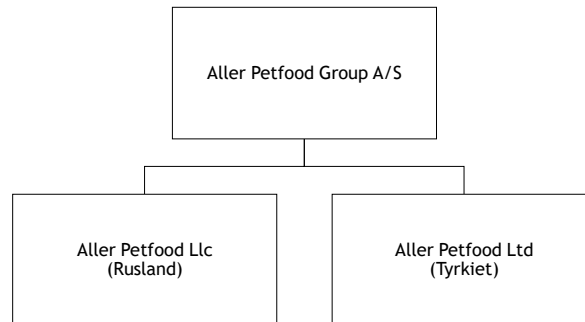 Aller Petfood Group A/S
Aller Petfood Llc
(Rusland)
Aller Petfood Ltd
(Tyrkiet)